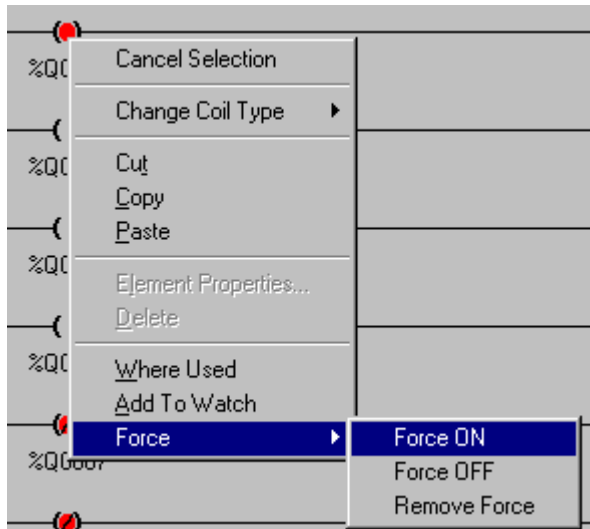 %Q0
Cancel Selection
Change Coil Type
%Q0
Cut
Copy
Paste
%Q0
Element Properties...
Delete
%Q0
Where Used
Add To Watch
Force
Force ON
%Q0007
Force OFF
Remove Force